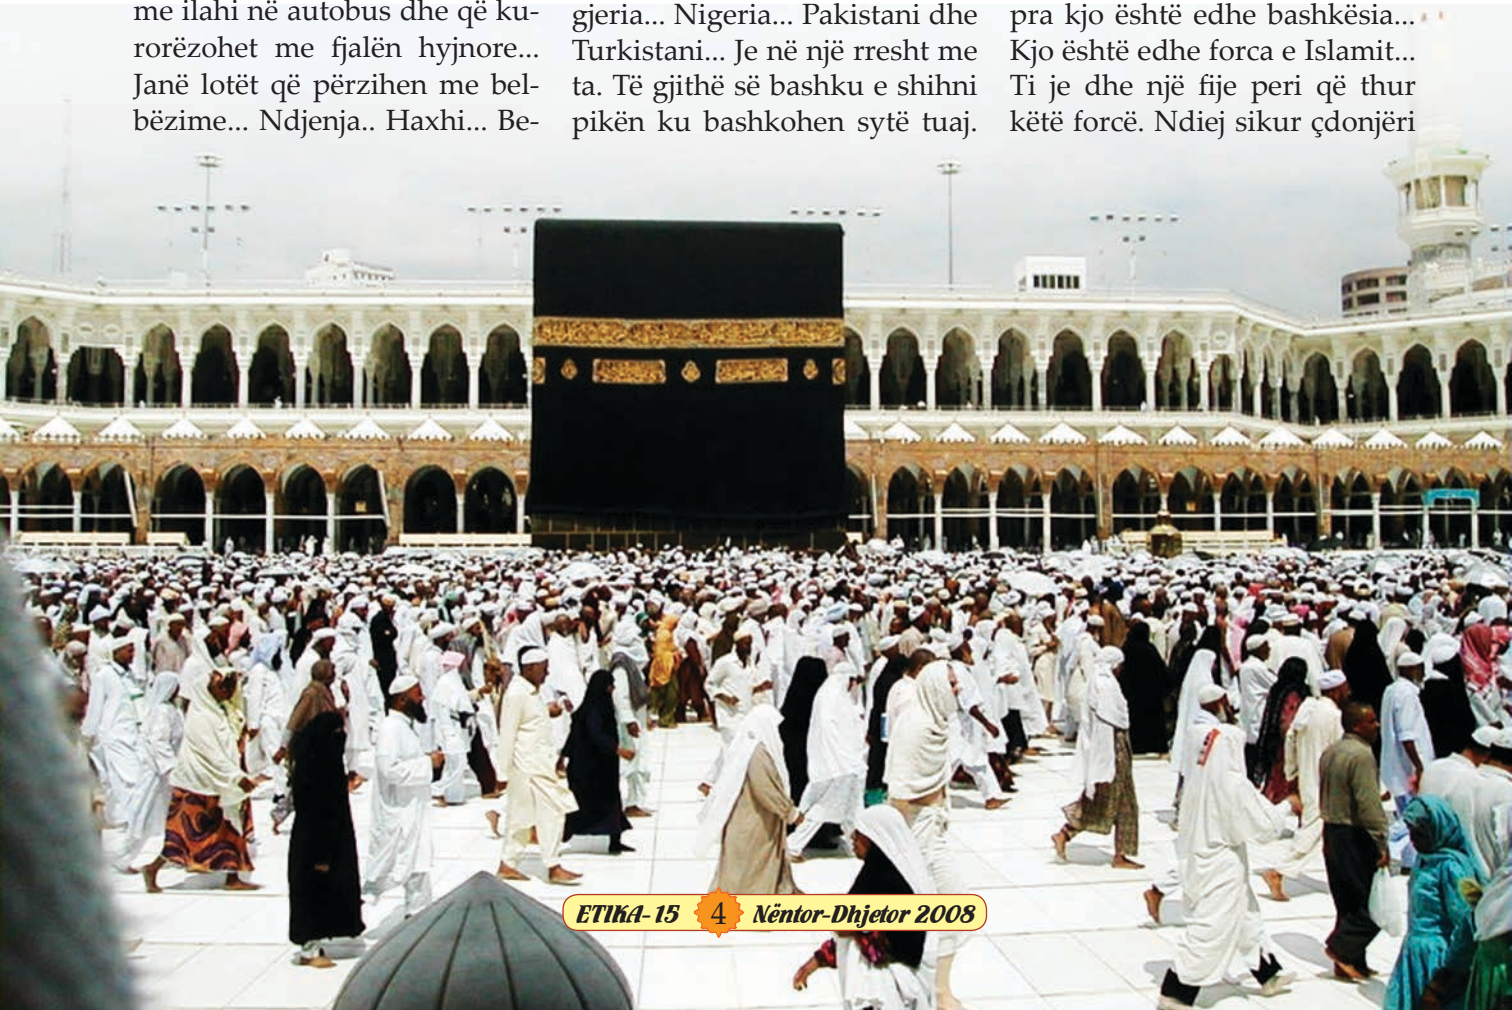 me ilahi në autobus dhe që ku-
rorëzohet me fjalën hyjnore...
Janë lotët që përzihen me bel-
bëzime... Ndjenja.. Haxhi... Be-
gjeria... Nigeria... Pakistani dhe
Turkistani... Je në një rresht me
ta. Të gjithë së bashku e shihni
pikën ku bashkohen sytë tuaj.
pra kjo është edhe bashkësia...
Kjo është edhe forca e Islamit...
Ti je dhe një fije peri që thur
këtë forcë. Ndiej sikur çdonjëri
ETIKA-15 4 Nëntor-Dhjetor 2008